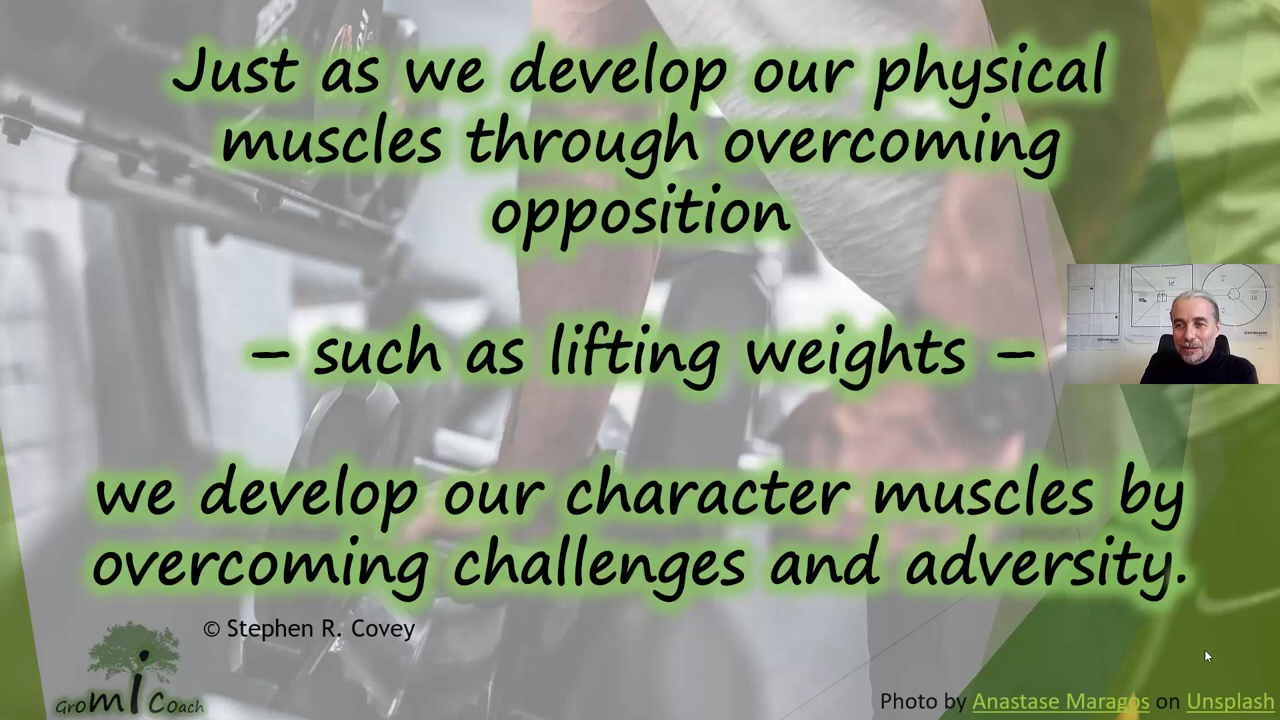 Just as we develop our physical
muscles through overcoming
opposition
– such as lifting weights –
we develop our character muscles by
overcoming challenges and adversity.
© Stephen R. Covey
GromiCoach
Photo by Anastase Maragos on Unsplash